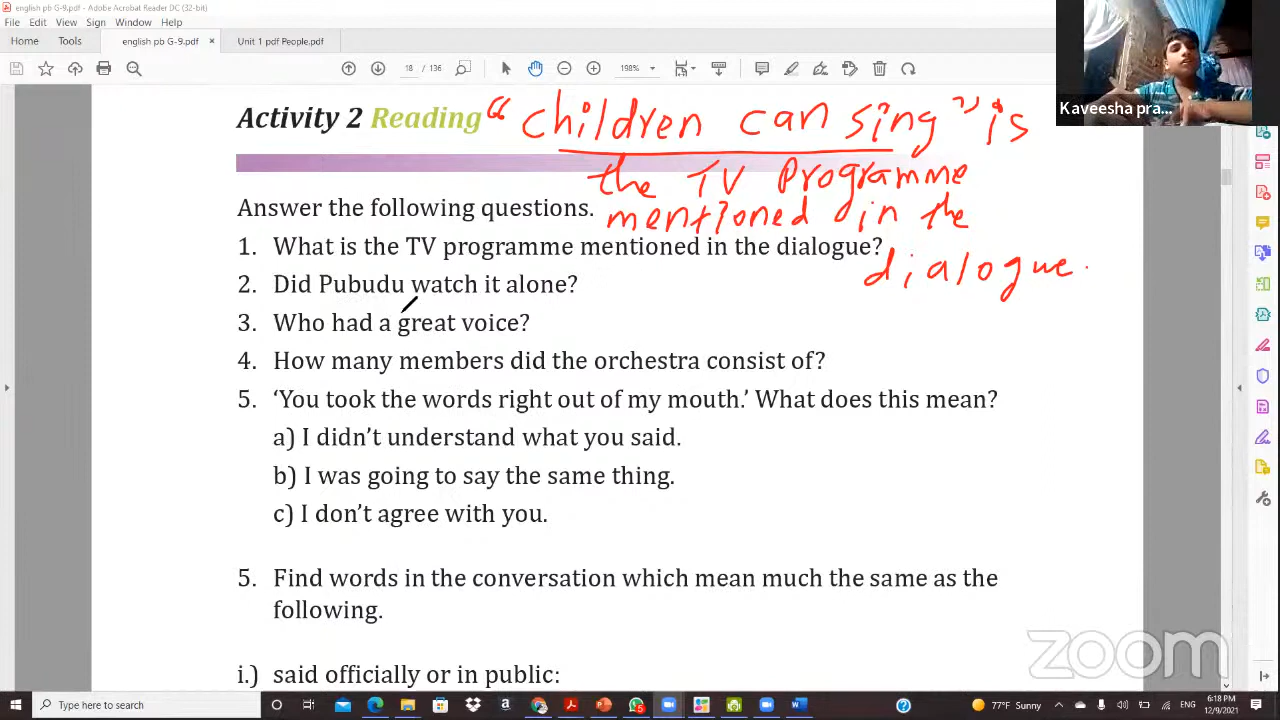 english pb G-9.pdf - Adobe Acrobat Reader DC (32-bit)
File Edit View Sign Window Help
Home Tools english pb G-9.pdf × Unit 1 pdf People.pdf
18 / 136 198%
Kaveesha pra...
Activity 2 Reading
“ children can sing ” is
the TV Programme
mentioned in the
dialogue.
Answer the following questions.
1. What is the TV programme mentioned in the dialogue?
2. Did Pubudu watch it alone?
3. Who had a great voice?
4. How many members did the orchestra consist of?
5. ‘You took the words right out of my mouth.’ What does this mean?
a) I didn’t understand what you said.
b) I was going to say the same thing.
c) I don’t agree with you.
5. Find words in the conversation which mean much the same as the
following.
i.) said officially or in public:
zoom
Type here to search
77°F Sunny
ENG
6:18 PM
12/9/2021